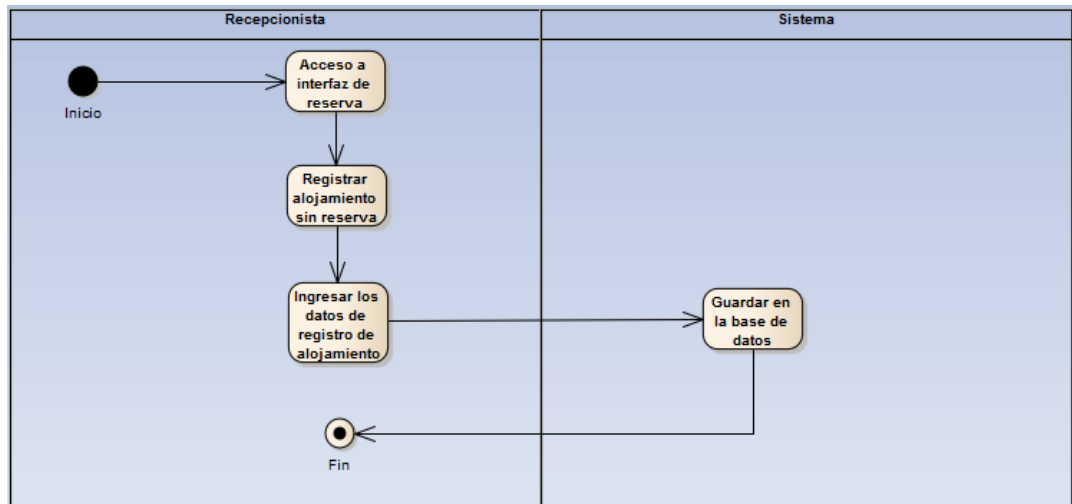 Recepcionista
Sistema
Acceso a
interfaz de
reserva
Inicio
Registrar
alojamiento
sin reserva
Ingresar los
datos de
registro de
alojamiento
Guardar en
la base de
datos
Fin